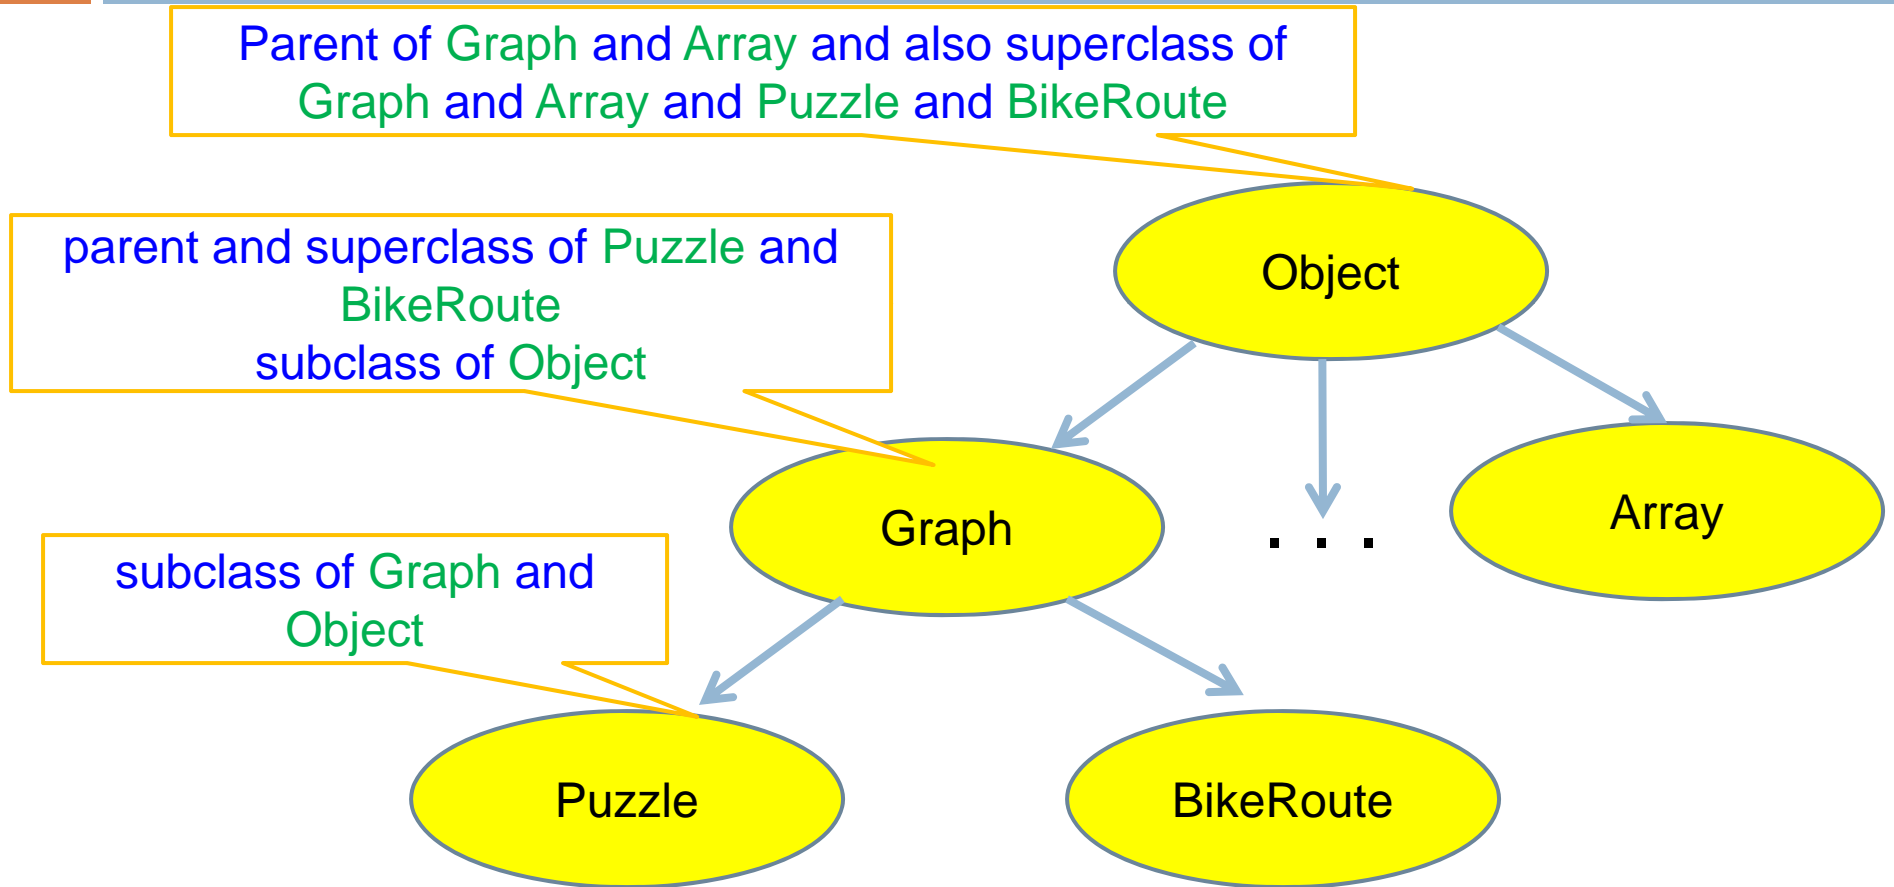 Parent of Graph and Array and also superclass of
Graph and Array and Puzzle and BikeRoute
parent and superclass of Puzzle and
BikeRoute
subclass of Object
Object
Graph
. . .
Array
subclass of Graph and
Object
Puzzle
BikeRoute